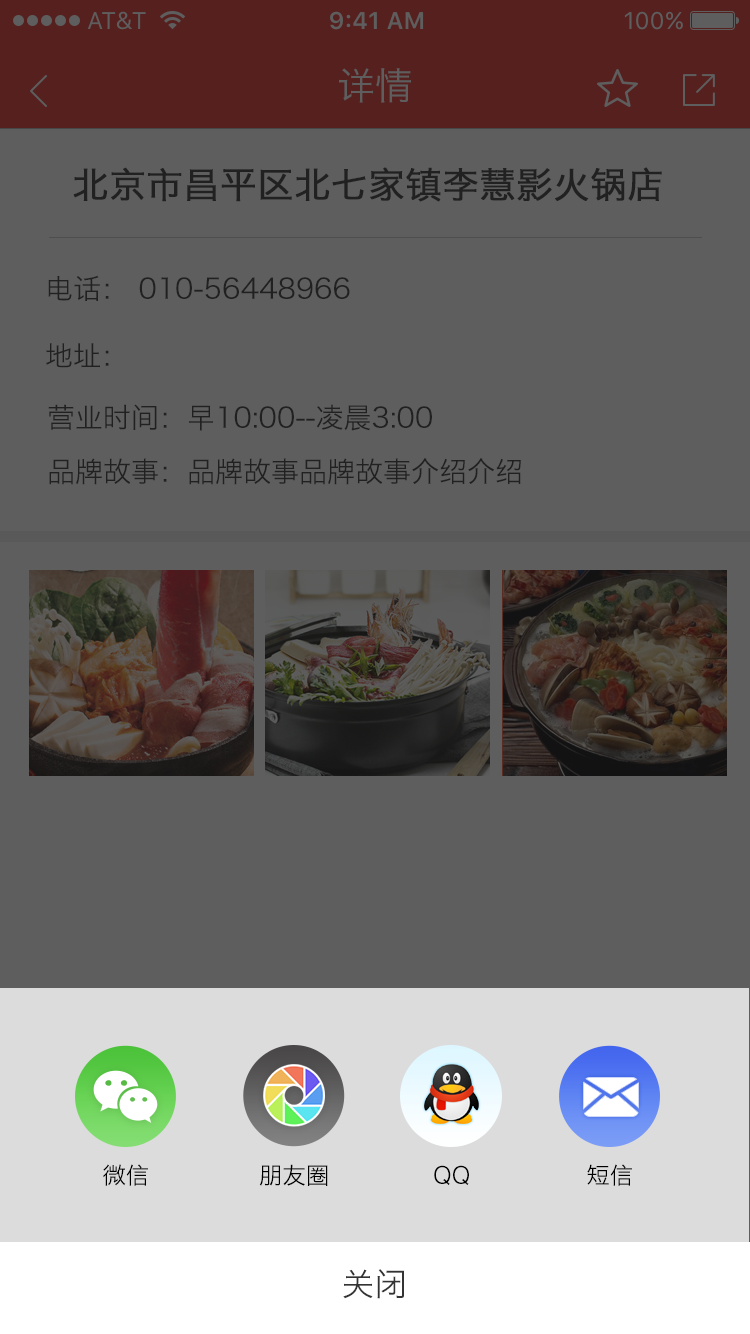 AT&T 9:41 AM 100%
详情
北京市昌平区北七家镇李慧影火锅店
电话： 010-56448966
地址：
营业时间：早10:00--凌晨3:00
品牌故事：品牌故事品牌故事介绍介绍
微信 朋友圈 QQ 短信
关闭